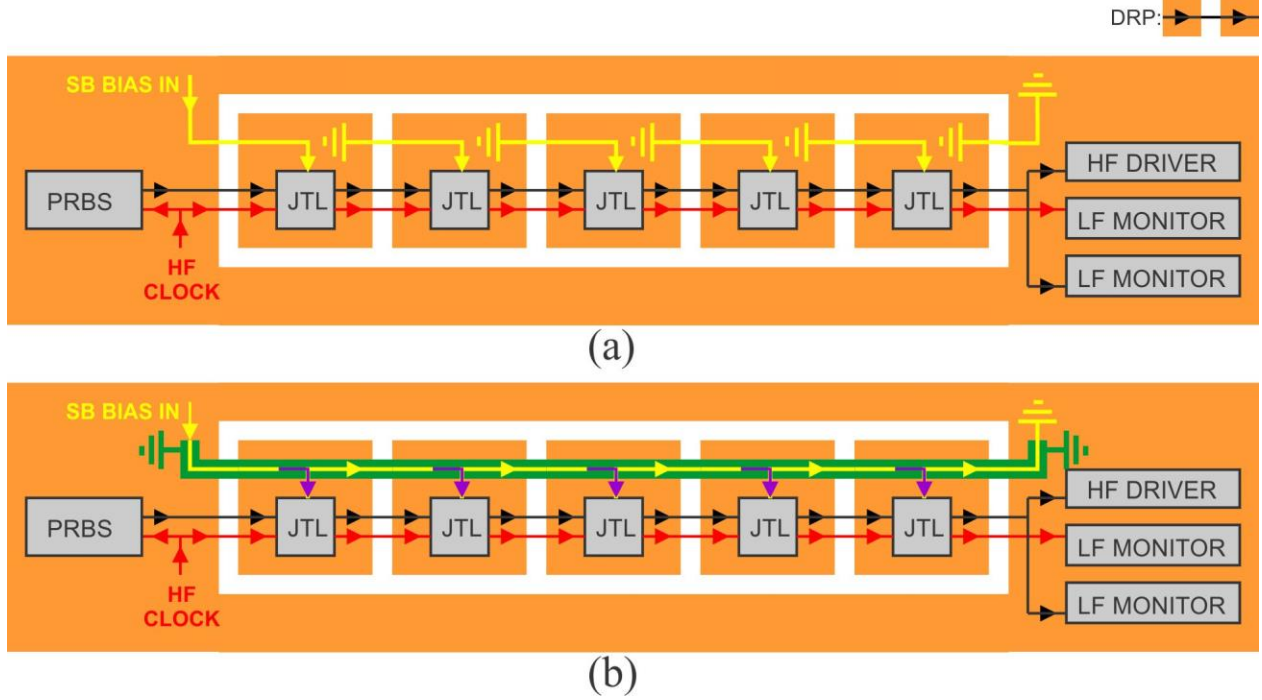 DRP:
SB BIAS IN
PRBS
JTL
JTL
JTL
JTL
JTL
HF DRIVER
LF MONITOR
LF MONITOR
HF
CLOCK
(a)
SB BIAS IN
PRBS
JTL
JTL
JTL
JTL
JTL
HF DRIVER
LF MONITOR
LF MONITOR
HF
CLOCK
(b)